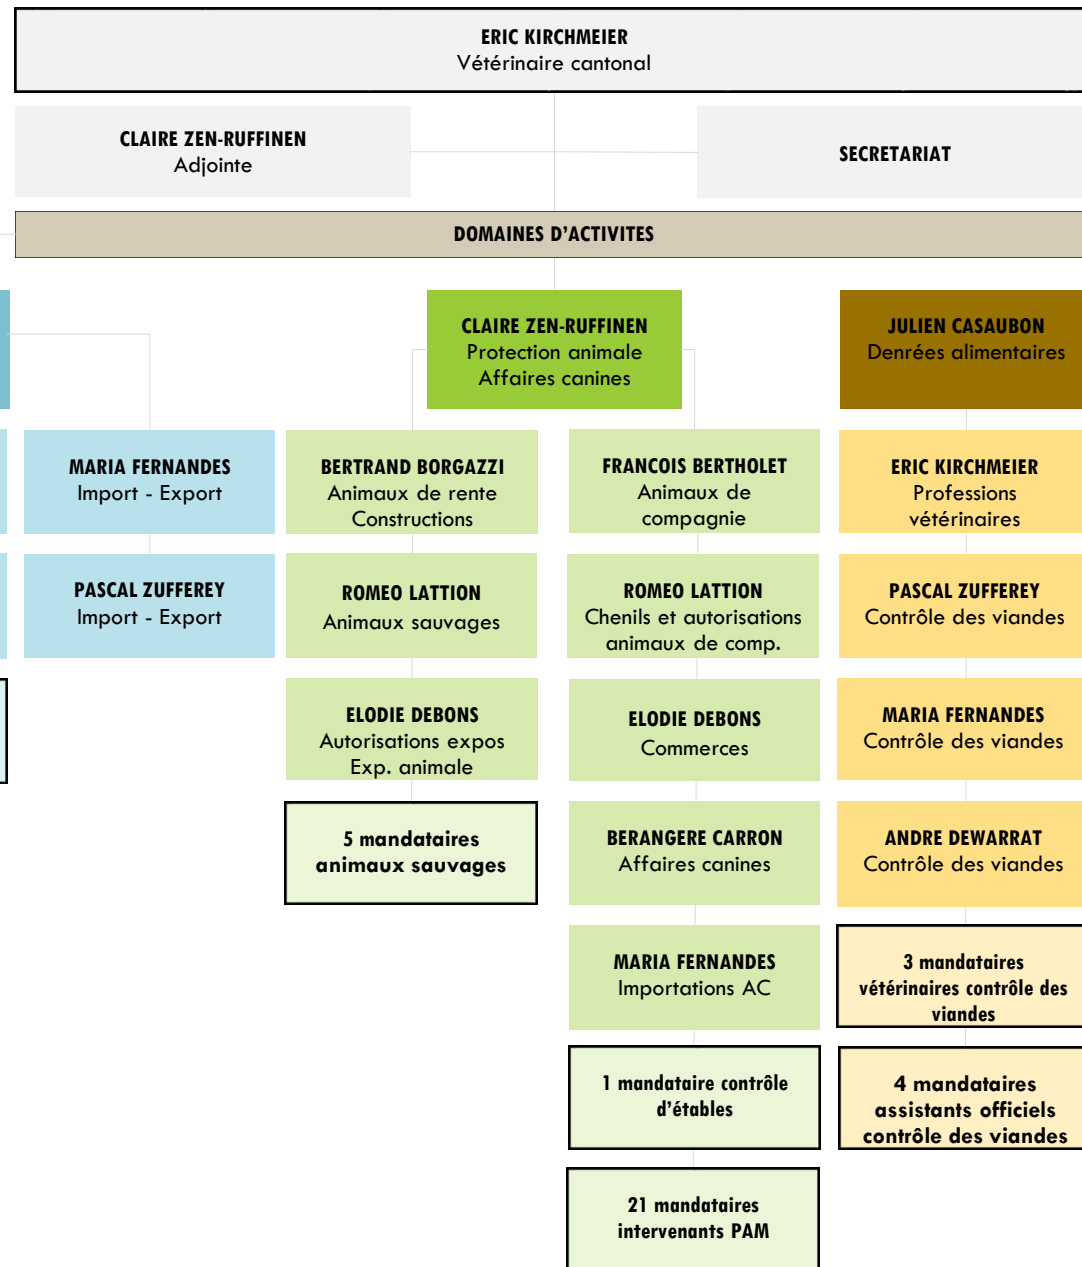 ERIC KIRCHMEIER
Vétérinaire cantonal
CLAIRE ZEN-RUFFINEN
Adjointe
SECRETARIAT
DOMAINES D'ACTIVITES
CLAIRE ZEN-RUFFINEN
Protection animale
Affaires canines
JULIEN CASAUBON
Denrées alimentaires
MARIA FERNANDES
Import - Export
PASCAL ZUFFEREY
Import - Export
BERTRAND BORGAZZI
Animaux de rente
Constructions
ROMEO LATTION
Animaux sauvages
ELODIE DEBONS
Autorisations expos
Exp. animale
5 mandataires
animaux sauvages
FRANCOIS BERTHOLET
Animaux de
compagnie
ROMEO LATTION
Chenils et autorisations
animaux de comp.
ELODIE DEBONS
Commerces
BERANGERE CARRON
Affaires canines
MARIA FERNANDES
Importations AC
1 mandataire contrôle
d'étables
21 mandataires
intervenants PAM
ERIC KIRCHMEIER
Professions
vétérinaires
PASCAL ZUFFEREY
Contrôle des viandes
MARIA FERNANDES
Contrôle des viandes
ANDRE DEWARRAT
Contrôle des viandes
3 mandataires
vétérinaires contrôle des
viandes
4 mandataires
assistants officiels
contrôle des viandes